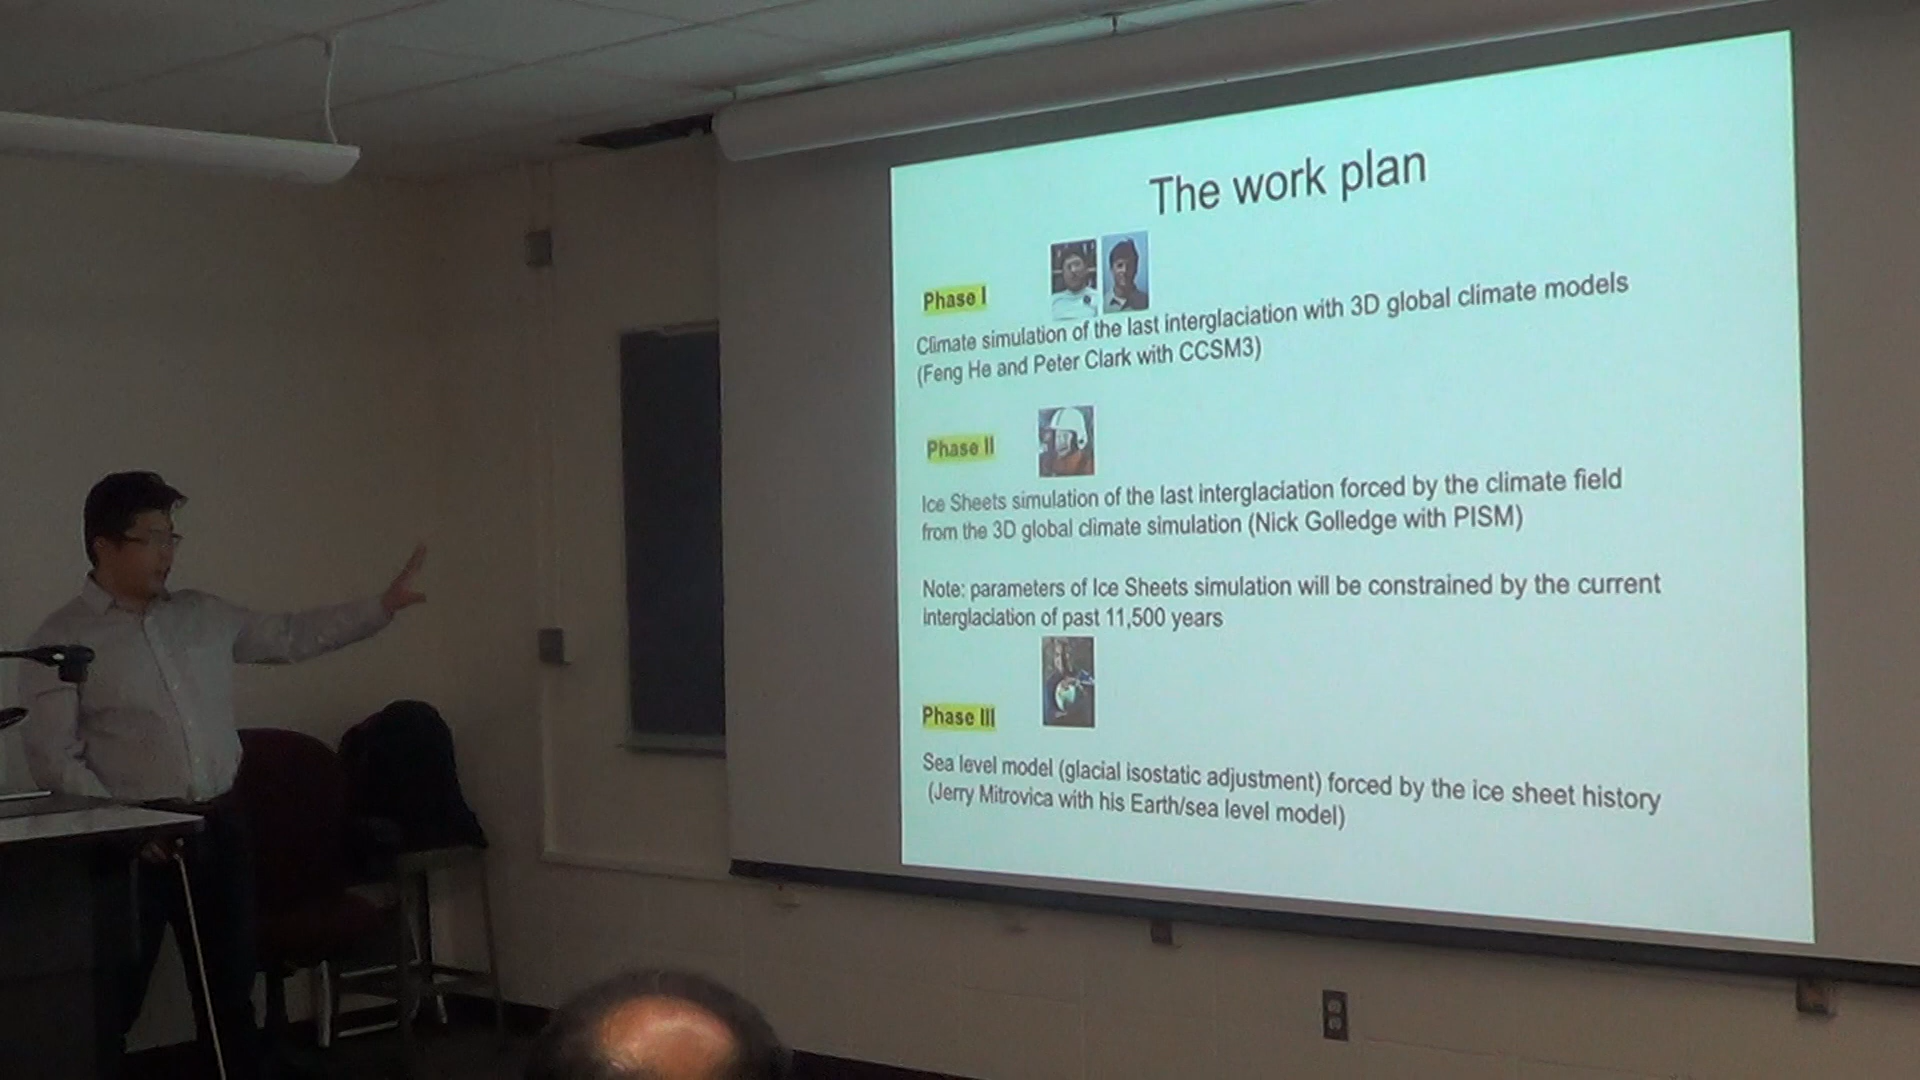 The work plan
Phase I
Climate simulation of the last interglaciation with 3D global climate models
(Feng He and Peter Clark with CCSM3)
Phase II
Ice Sheets simulation of the last interglaciation forced by the climate field
from the 3D global climate simulation (Nick Golledge with PISM)
Note: parameters of Ice Sheets simulation will be constrained by the current
interglaciation of past 11,500 years
Phase III
Sea level model (glacial isostatic adjustment) forced by the ice sheet history
(Jerry Mitrovica with his Earth/sea level model)